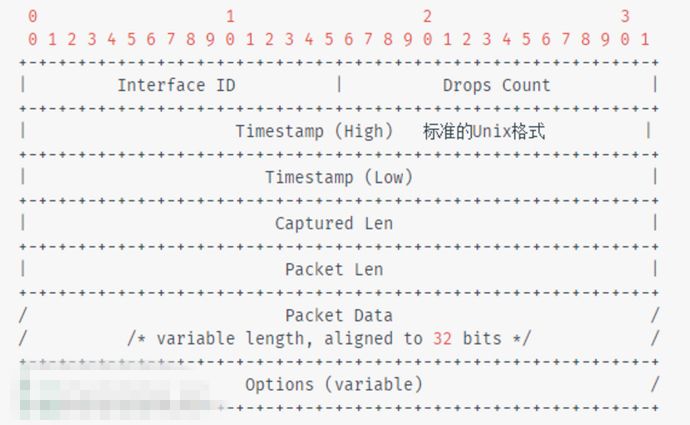 0 1 2 3
0 1 2 3 4 5 6 7 8 9 0 1 2 3 4 5 6 7 8 9 0 1 2 3 4 5 6 7 8 9 0 1
+-+-+-+-+-+-+-+-+-+-+-+-+-+-+-+-+-+-+-+-+-+-+-+-+-+-+-+-+-+-+-+-+
| Interface ID | Drops Count |
+-+-+-+-+-+-+-+-+-+-+-+-+-+-+-+-+-+-+-+-+-+-+-+-+-+-+-+-+-+-+-+-+
| Timestamp (High) 标准的Unix格式 |
+-+-+-+-+-+-+-+-+-+-+-+-+-+-+-+-+-+-+-+-+-+-+-+-+-+-+-+-+-+-+-+-+
| Timestamp (Low) |
+-+-+-+-+-+-+-+-+-+-+-+-+-+-+-+-+-+-+-+-+-+-+-+-+-+-+-+-+-+-+-+-+
| Captured Len |
+-+-+-+-+-+-+-+-+-+-+-+-+-+-+-+-+-+-+-+-+-+-+-+-+-+-+-+-+-+-+-+-+
| Packet Len |
+-+-+-+-+-+-+-+-+-+-+-+-+-+-+-+-+-+-+-+-+-+-+-+-+-+-+-+-+-+-+-+-+
/ Packet Data /
/ /* variable length, aligned to 32 bits */ /
+-+-+-+-+-+-+-+-+-+-+-+-+-+-+-+-+-+-+-+-+-+-+-+-+-+-+-+-+-+-+-+-+
Options (variable) /
+-+-+-+-+-+-+-+-+-+-+-+-+-+-+-+-+-+-+-+-+-+-+